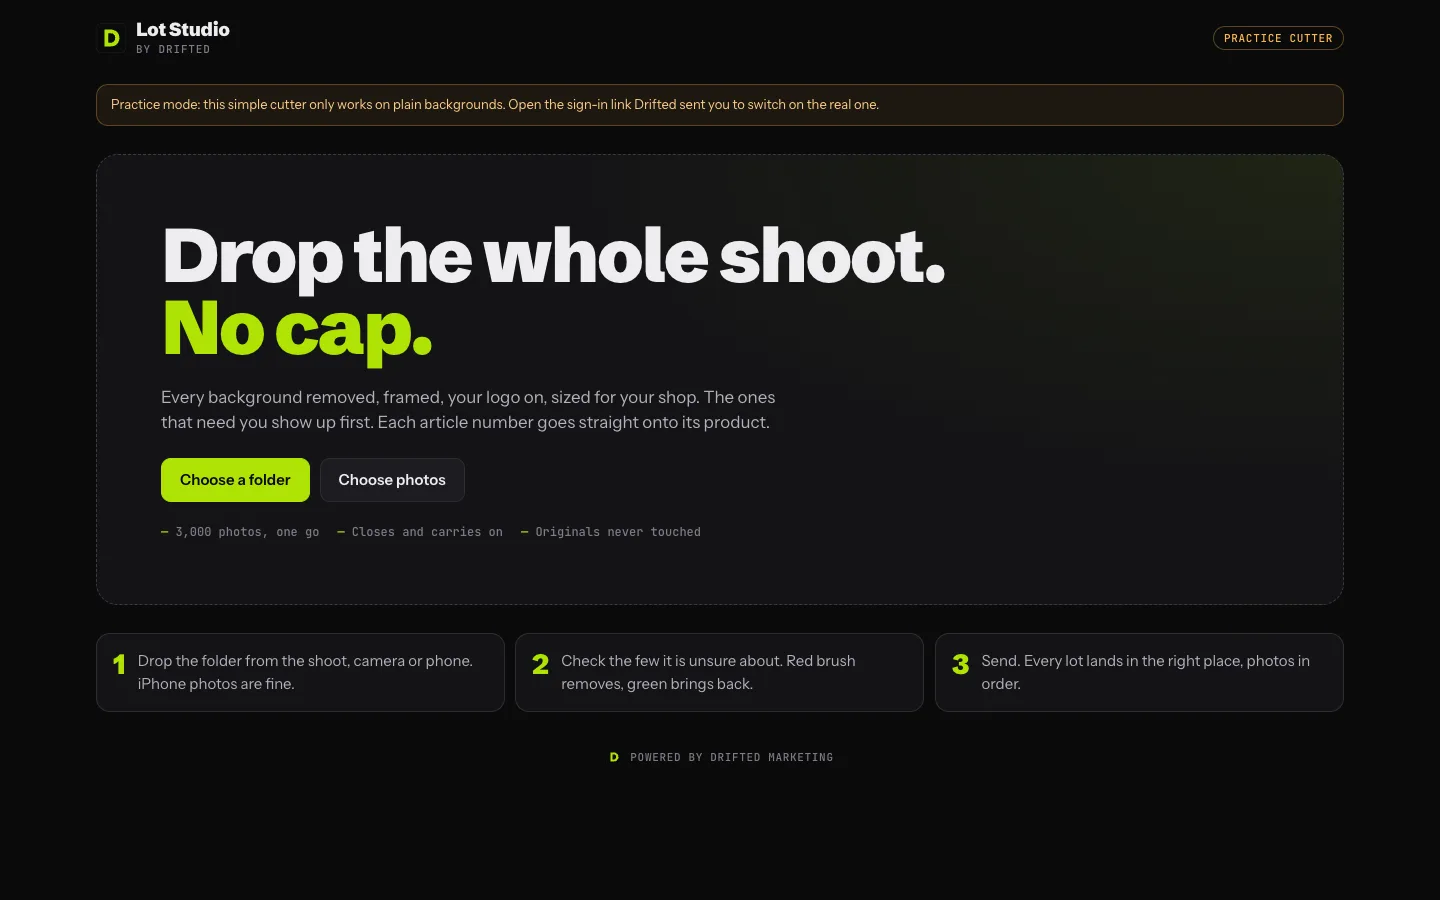 D
Lot Studio
BY DRIFTED
PRACTICE CUTTER
Practice mode: this simple cutter only works on plain backgrounds. Open the sign-in link Drifted sent you to switch on the real one.
Drop the whole shoot.
No cap.
Every background removed, framed, your logo on, sized for your shop. The ones
that need you show up first. Each article number goes straight onto its product.
Choose a folder
Choose photos
— 3,000 photos, one go — Closes and carries on — Originals never touched
1
Drop the folder from the shoot, camera or phone.
iPhone photos are fine.
2
Check the few it is unsure about. Red brush
removes, green brings back.
3
Send. Every lot lands in the right place, photos in
order.
D POWERED BY DRIFTED MARKETING